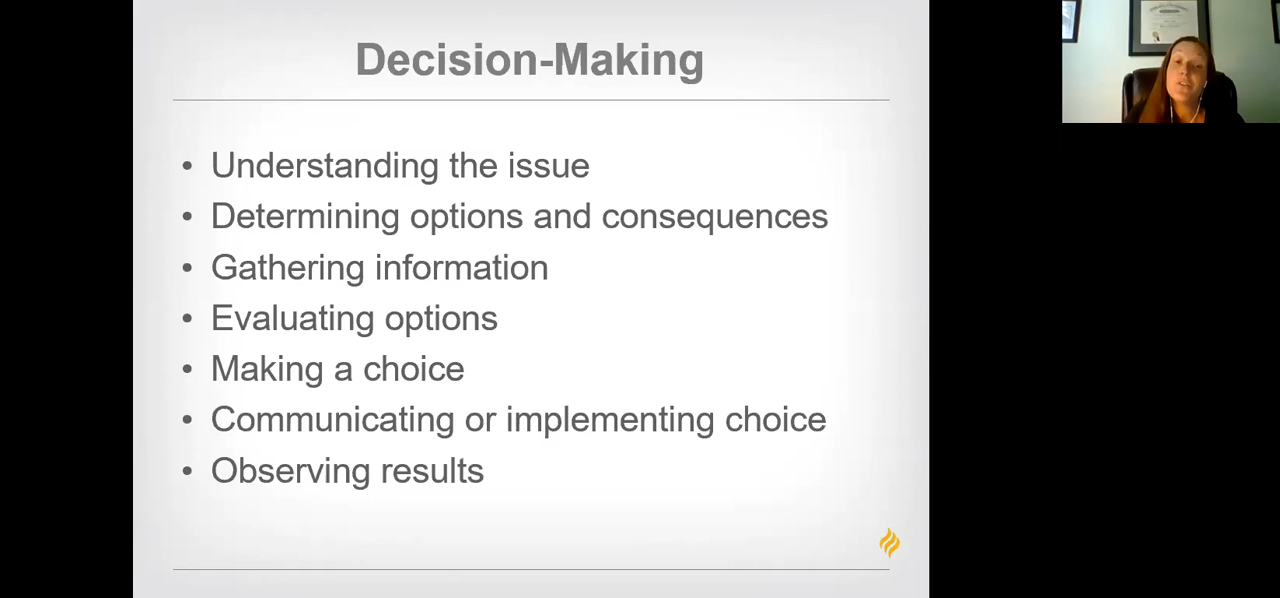 Decision-Making
• Understanding the issue
• Determining options and consequences
• Gathering information
• Evaluating options
• Making a choice
• Communicating or implementing choice
• Observing results